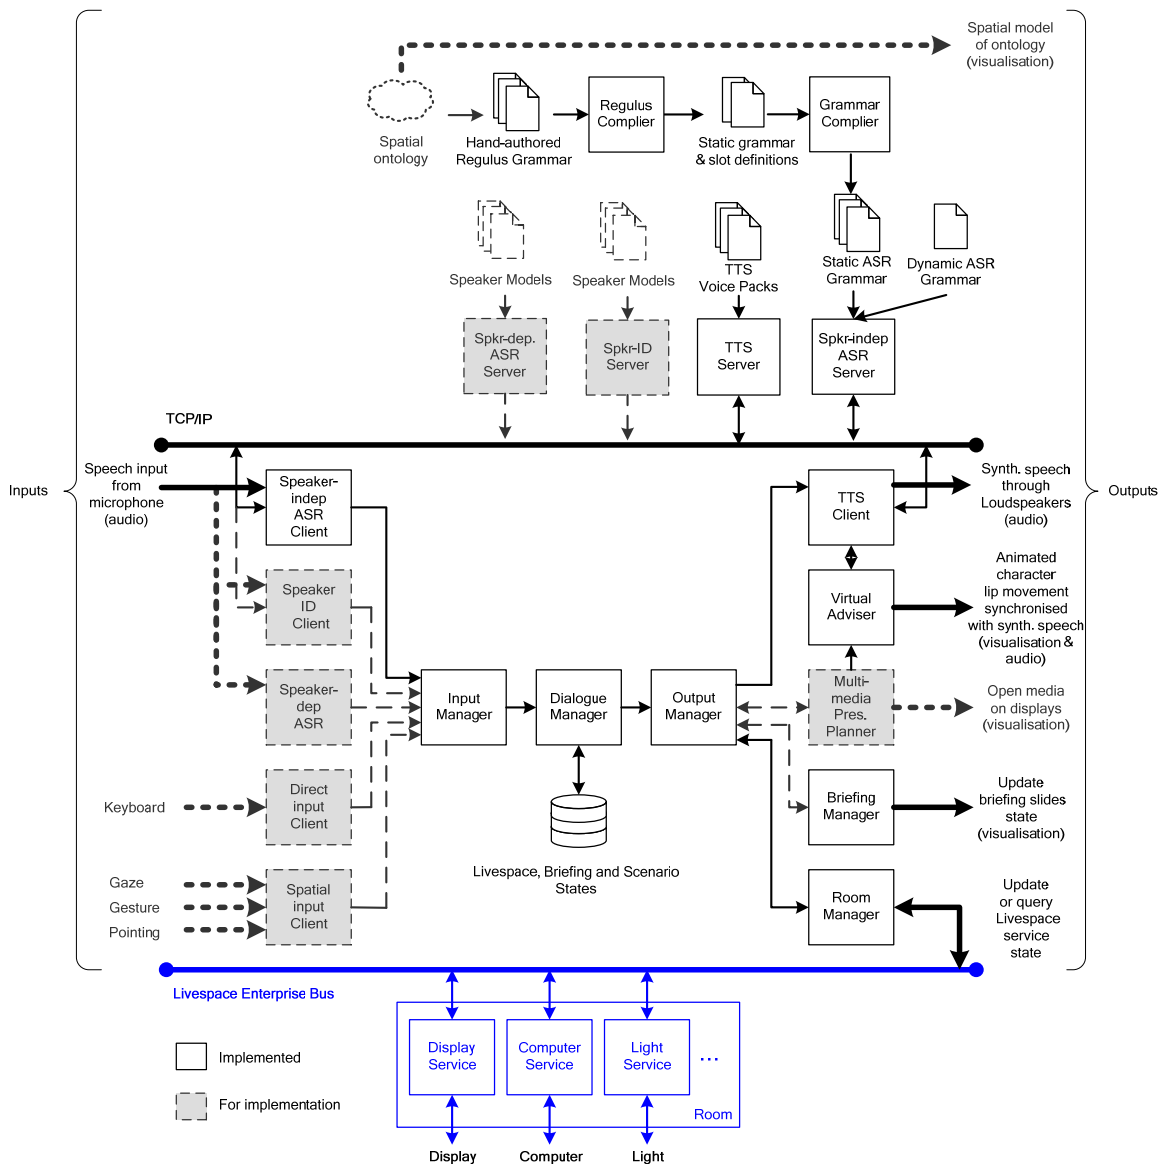 Spatial model
of ontology
(visualisation)
Spatial
ontology
Hand-authored
Regulus Grammar
Regulus
Complier
Static grammar
& slot definitions
Grammar
Complier
Speaker Models
Speaker Models
TTS
Voice Packs
Static ASR
Grammar
Dynamic ASR
Grammar
Spkr-dep.
ASR
Server
Spkr-ID
Server
TTS
Server
Spkr-indep
ASR
Server
TCP/IP
Inputs
Speech input
from
microphone
(audio)
Speaker-
indep
ASR
Client
TTS
Client
Synth. speech
through
Loudspeakers
(audio)
Outputs
Speaker
ID
Client
Virtual
Adviser
Animated
character
lip movement
synchronised
with synth. speech
(visualisation &
audio)
Speaker-
dep
ASR
Input
Manager
Dialogue
Manager
Output
Manager
Multi-
media
Pres.
Planner
Open media
on displays
(visualisation)
Keyboard
Direct
input
Client
Livespace, Briefing and Scenario
States
Briefing
Manager
Update
briefing slides
state
(visualisation)
Gaze
Gesture
Pointing
Spatial
input
Client
Room
Manager
Update
or query
Livespace
service
state
Livespace Enterprise Bus
Implemented
For implementation
Display
Service
Computer
Service
Light
Service
...
Room
Display
Computer
Light